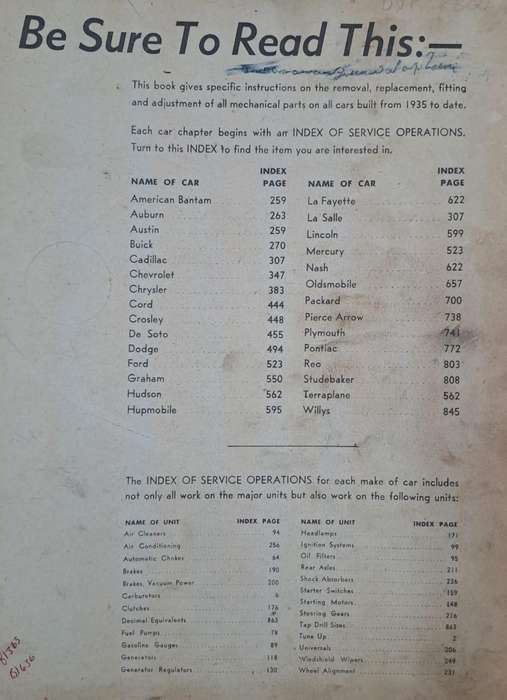 Be Sure To Read This:—
This book gives specific instructions on the removal, replacement, fitting
and adjustment of all mechanical parts on all cars built from 1935 to date.
Each car chapter begins with an INDEX OF SERVICE OPERATIONS.
Turn to this INDEX to find the item you are interested in.
NAME OF CAR INDEX PAGE
American Bantam 259
Auburn 263
Austin 259
Buick 270
Cadillac 307
Chevrolet 347
Chrysler 383
Cord 444
Crosley 448
De Soto 455
Dodge 494
Ford 523
Graham 550
Hudson 562
Hupmobile 595
NAME OF CAR INDEX PAGE
La Fayette 622
La Salle 307
Lincoln 599
Mercury 523
Nash 622
Oldsmobile 657
Packard 700
Pierce Arrow 738
Plymouth 741
Pontiac 772
Reo 803
Studebaker 808
Terraplane 562
Willys 845
The INDEX OF SERVICE OPERATIONS for each make of car includes
not only all work on the major units but also work on the following units:
NAME OF UNIT INDEX PAGE
Air Cleaners 94
Air Conditioning 256
Automatic Chokes 64
Brakes 190
Brakes, Vacuum Power 200
Carburetors 6
Clutches 176
Decimal Equivalents 863
Fuel Pumps 78
Gasoline Gauges 89
Generators 118
Generator Regulators 130
NAME OF UNIT INDEX PAGE
Headlamps 171
Ignition Systems 99
Oil Filters 95
Rear Axles 211
Shock Absorbers 236
Starter Switches 159
Starting Motors 148
Steering Gears 216
Tap Drill Sizes 863
Tune Up 2
Universals 206
Windshield Wipers 249
Wheel Alignment 231